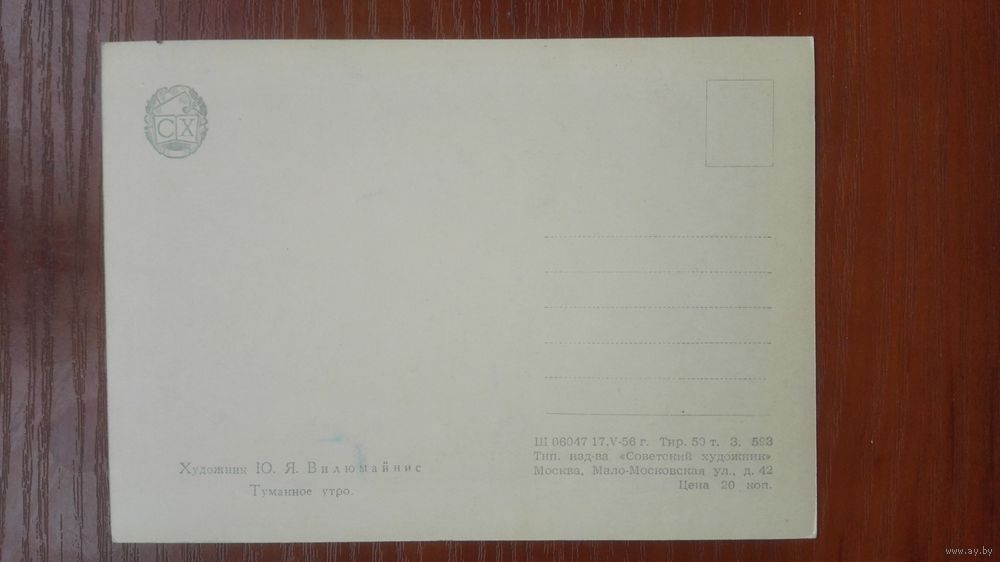 СХ
Художник Ю. Я. Вилюмайнис
Туманное утро.
Ш 06047 17.V-56 г. Тир. 50 т. З. 593
Тип. изд-ва «Советский художник»
Москва, Мало-Московская ул., д. 42
Цена 20 коп.
www.ay.by